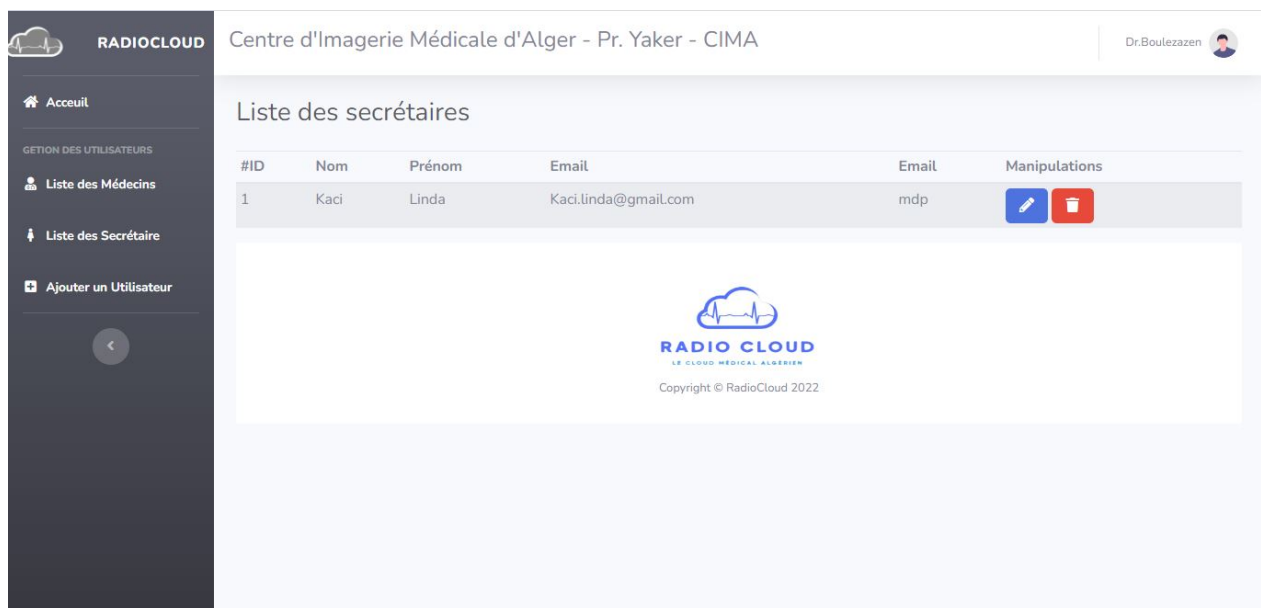 RADIOCLOUD
Centre d'Imagerie Médicale d'Alger - Pr. Yaker - CIMA
Dr.Boulezazen
Acceuil
GETION DES UTILISATEURS
Liste des Médecins
Liste des Secrétaire
Ajouter un Utilisateur
Liste des secrétaires
#ID Nom Prénom Email Email Manipulations
1 Kaci Linda Kaci.linda@gmail.com mdp
RADIO CLOUD
LE CLOUD MÉDICAL ALGÉRIEN
Copyright © RadioCloud 2022